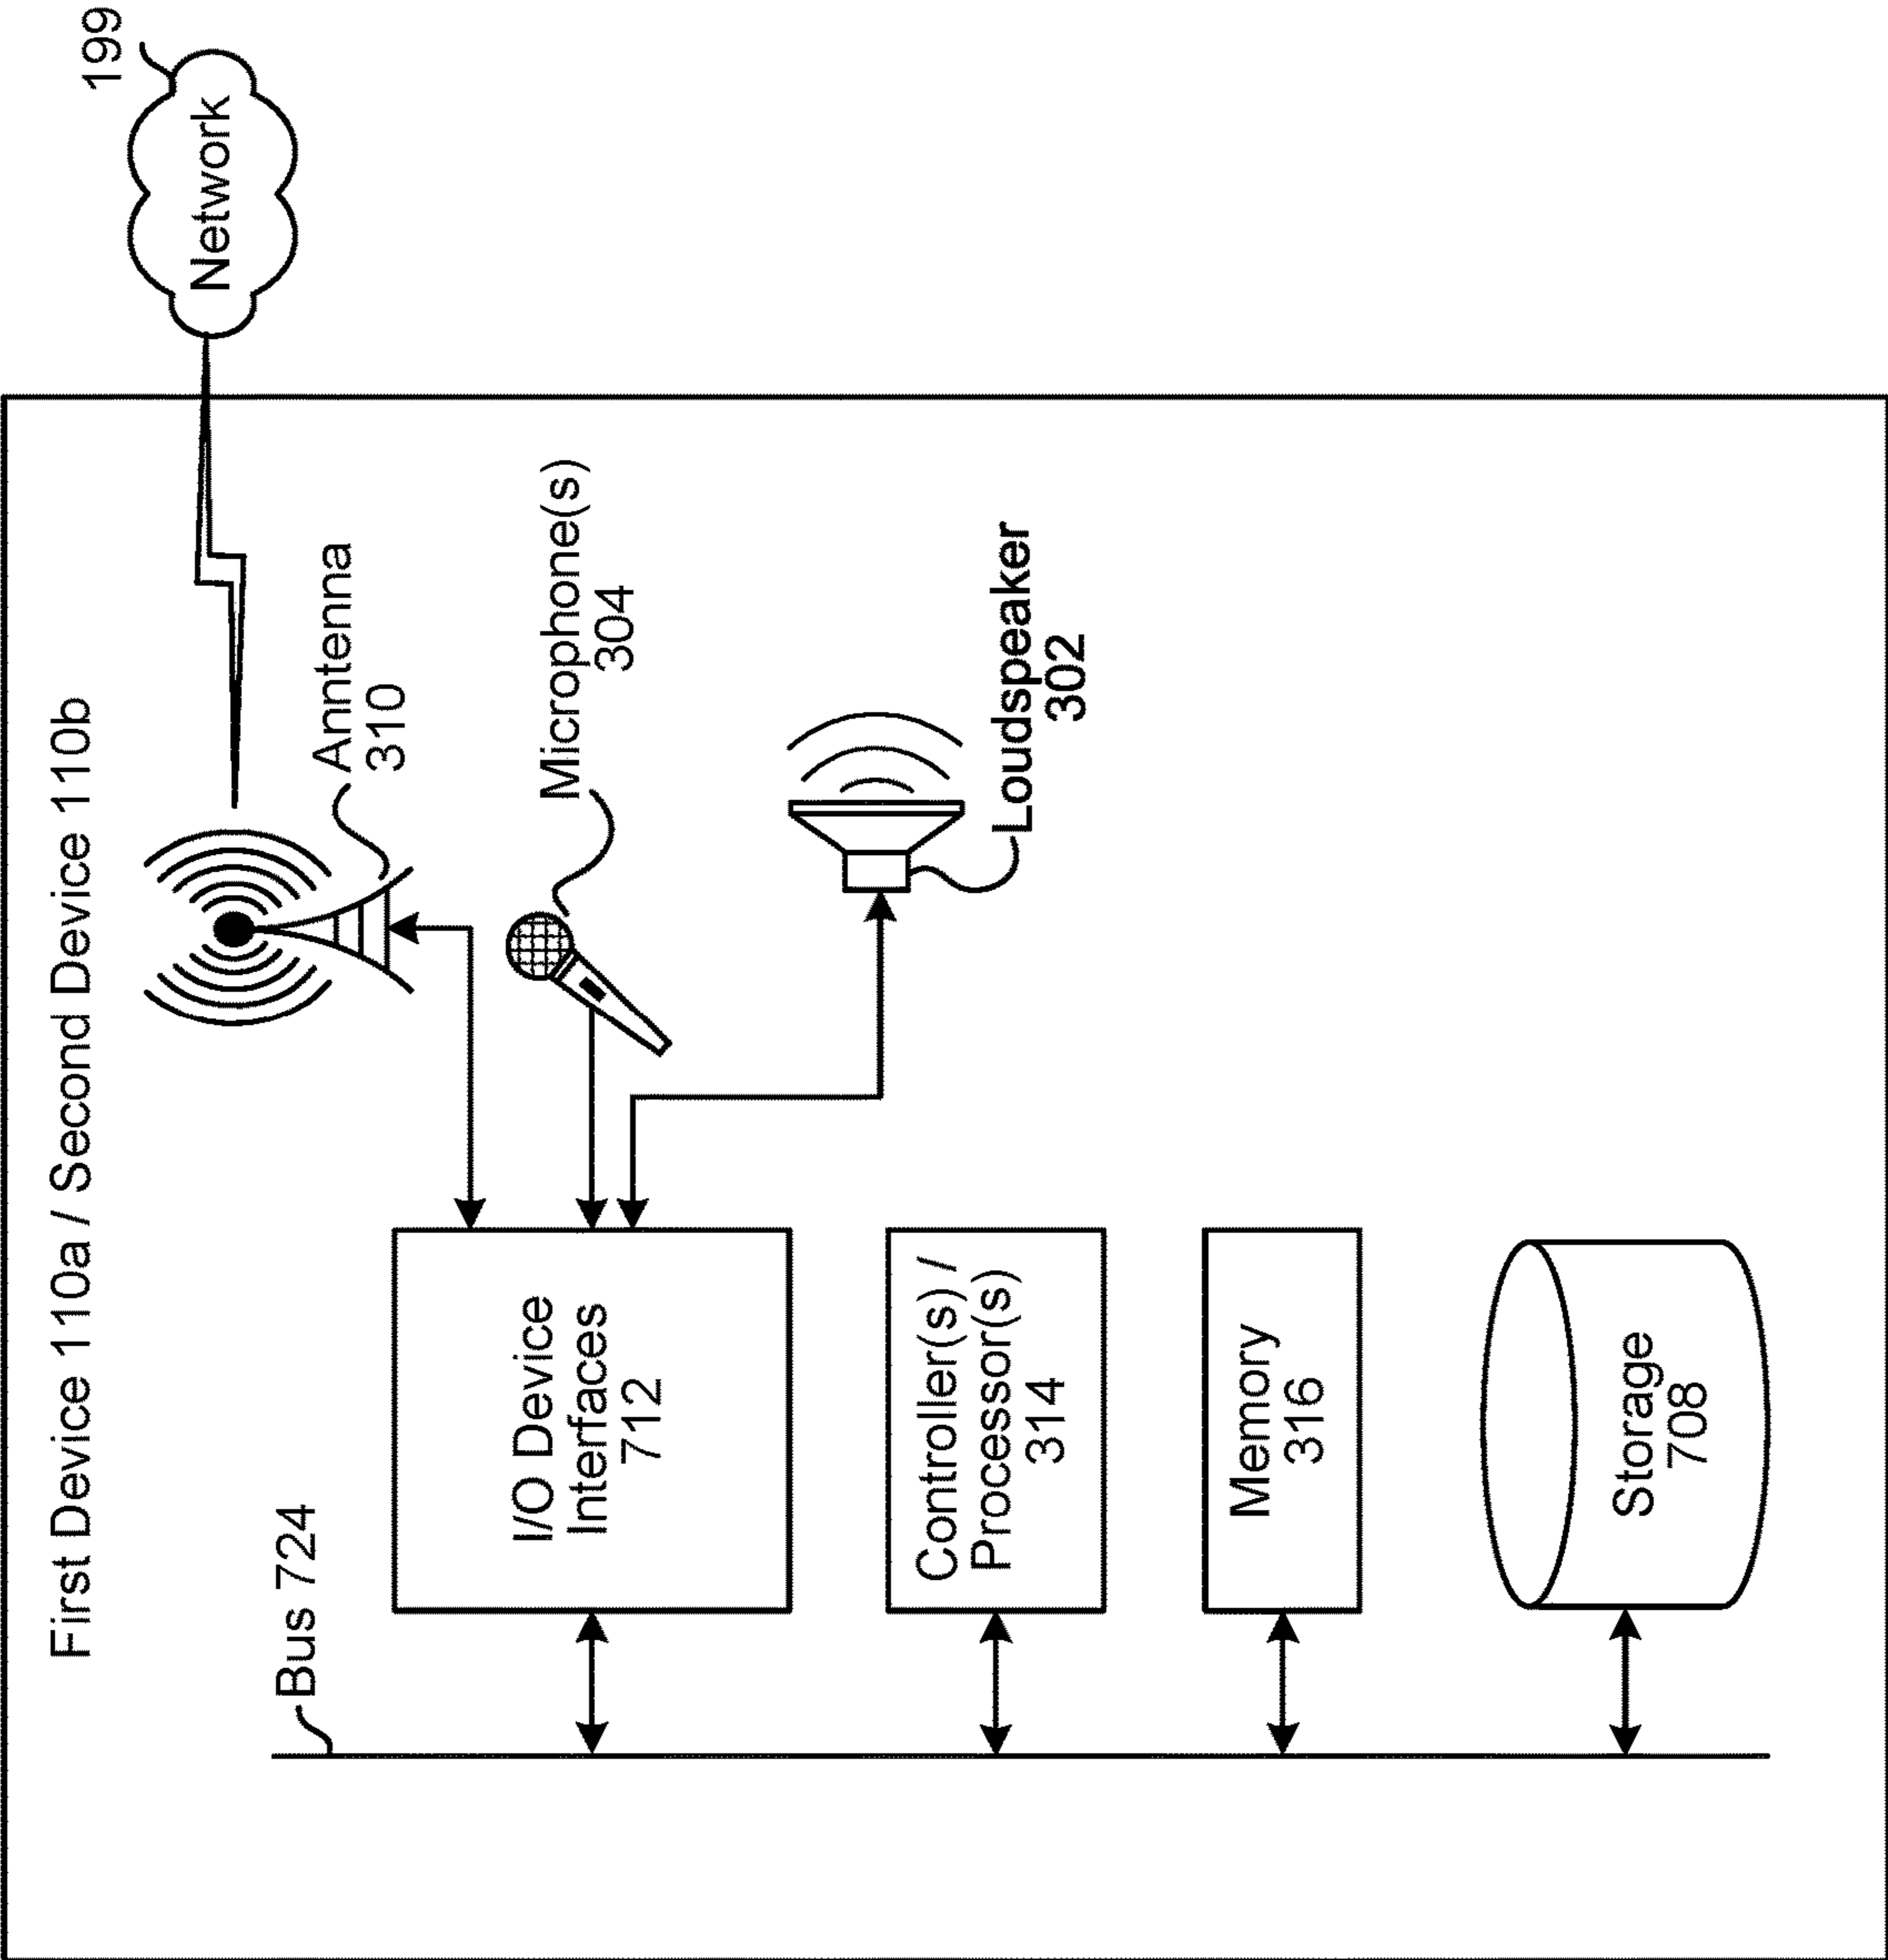 First Device 110a / Second Device 110b
199
Network
Bus 724
Anntenna
310
I/O Device
Interfaces
712
Microphone(s)
304
Controller(s) /
Processor(s)
314
Loudspeaker
302
Memory
316
Storage
708